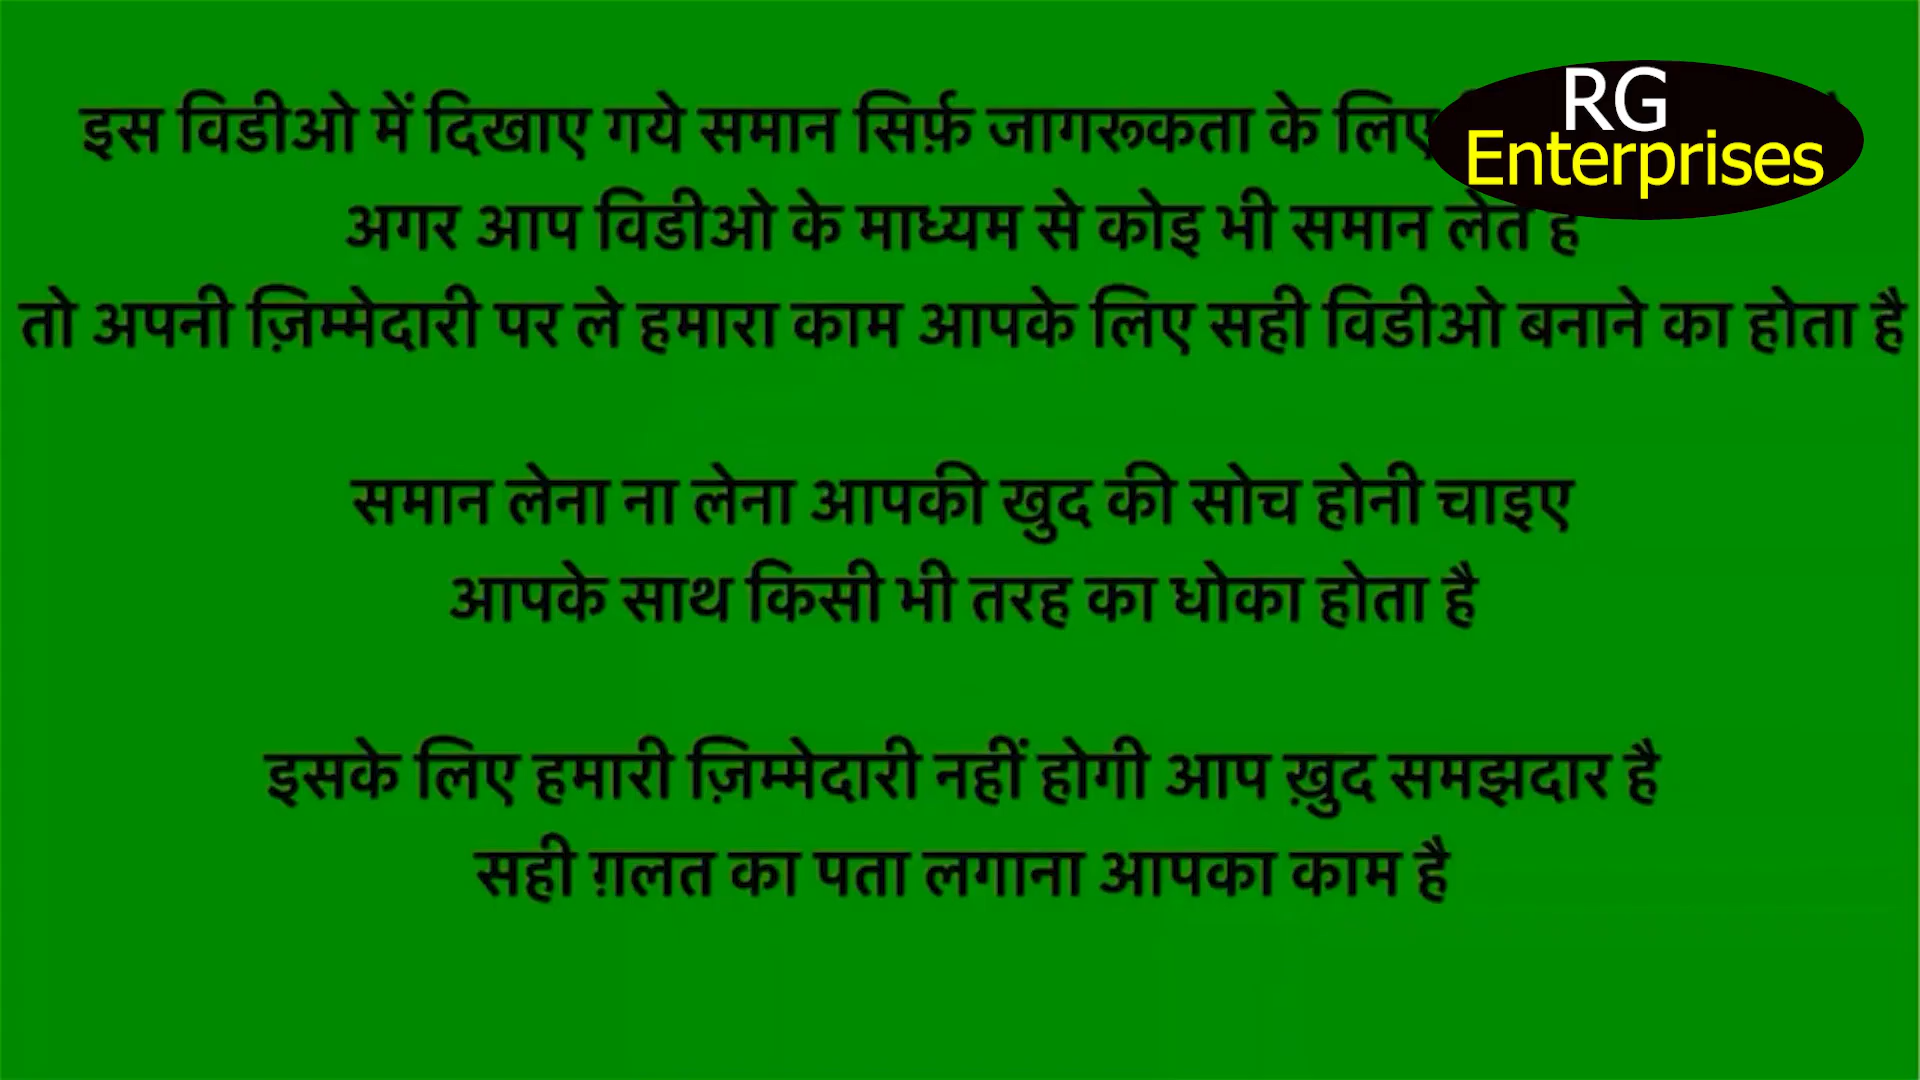 इस विडीओ में दिखाए गये समान सिर्फ़ जागरूकता के लिए
RG
Enterprises
अगर आप विडीओ के माध्यम से कोइ भी समान लेते है
तो अपनी ज़िम्मेदारी पर ले हमारा काम आपके लिए सही विडीओ बनाने का होता है
समान लेना ना लेना आपकी खुद की सोच होनी चाइए
आपके साथ किसी भी तरह का धोका होता है
इसके लिए हमारी ज़िम्मेदारी नहीं होगी आप ख़ुद समझदार है
सही ग़लत का पता लगाना आपका काम है